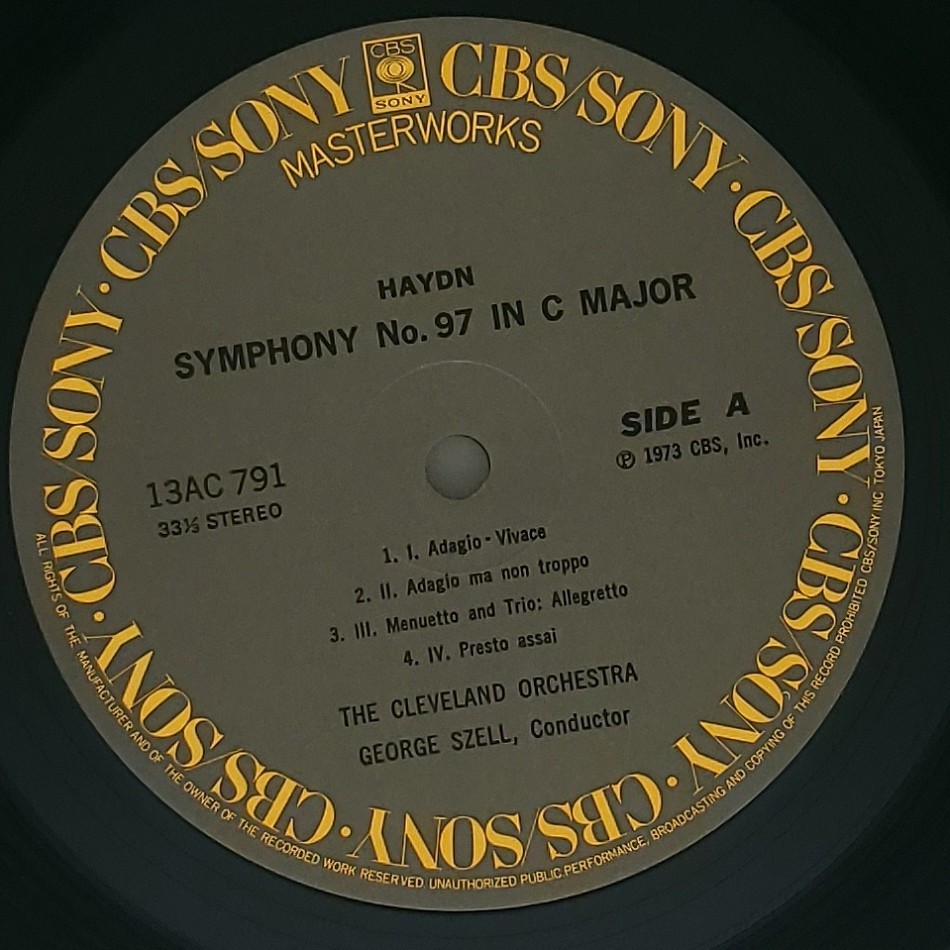 CBS
SONY
CBS/SONY · CBS/SONY · CBS/SONY · CBS/SONY · CBS/SONY · CBS/SONY · CBS/SONY · CBS/SONY
MASTERWORKS
HAYDN
SYMPHONY No. 97 IN C MAJOR
SIDE A
℗ 1973 CBS, Inc.
13AC 791
33⅓ STEREO
1. I. Adagio - Vivace
2. II. Adagio ma non troppo
3. III. Menuetto and Trio: Allegretto
4. IV. Presto assai
THE CLEVELAND ORCHESTRA
GEORGE SZELL, Conductor
ALL RIGHTS OF THE MANUFACTURER AND OF THE OWNER OF THE RECORDED WORK RESERVED. UNAUTHORIZED PUBLIC PERFORMANCE, BROADCASTING AND COPYING OF THIS RECORD PROHIBITED CBS/SONY INC TOKYO JAPAN